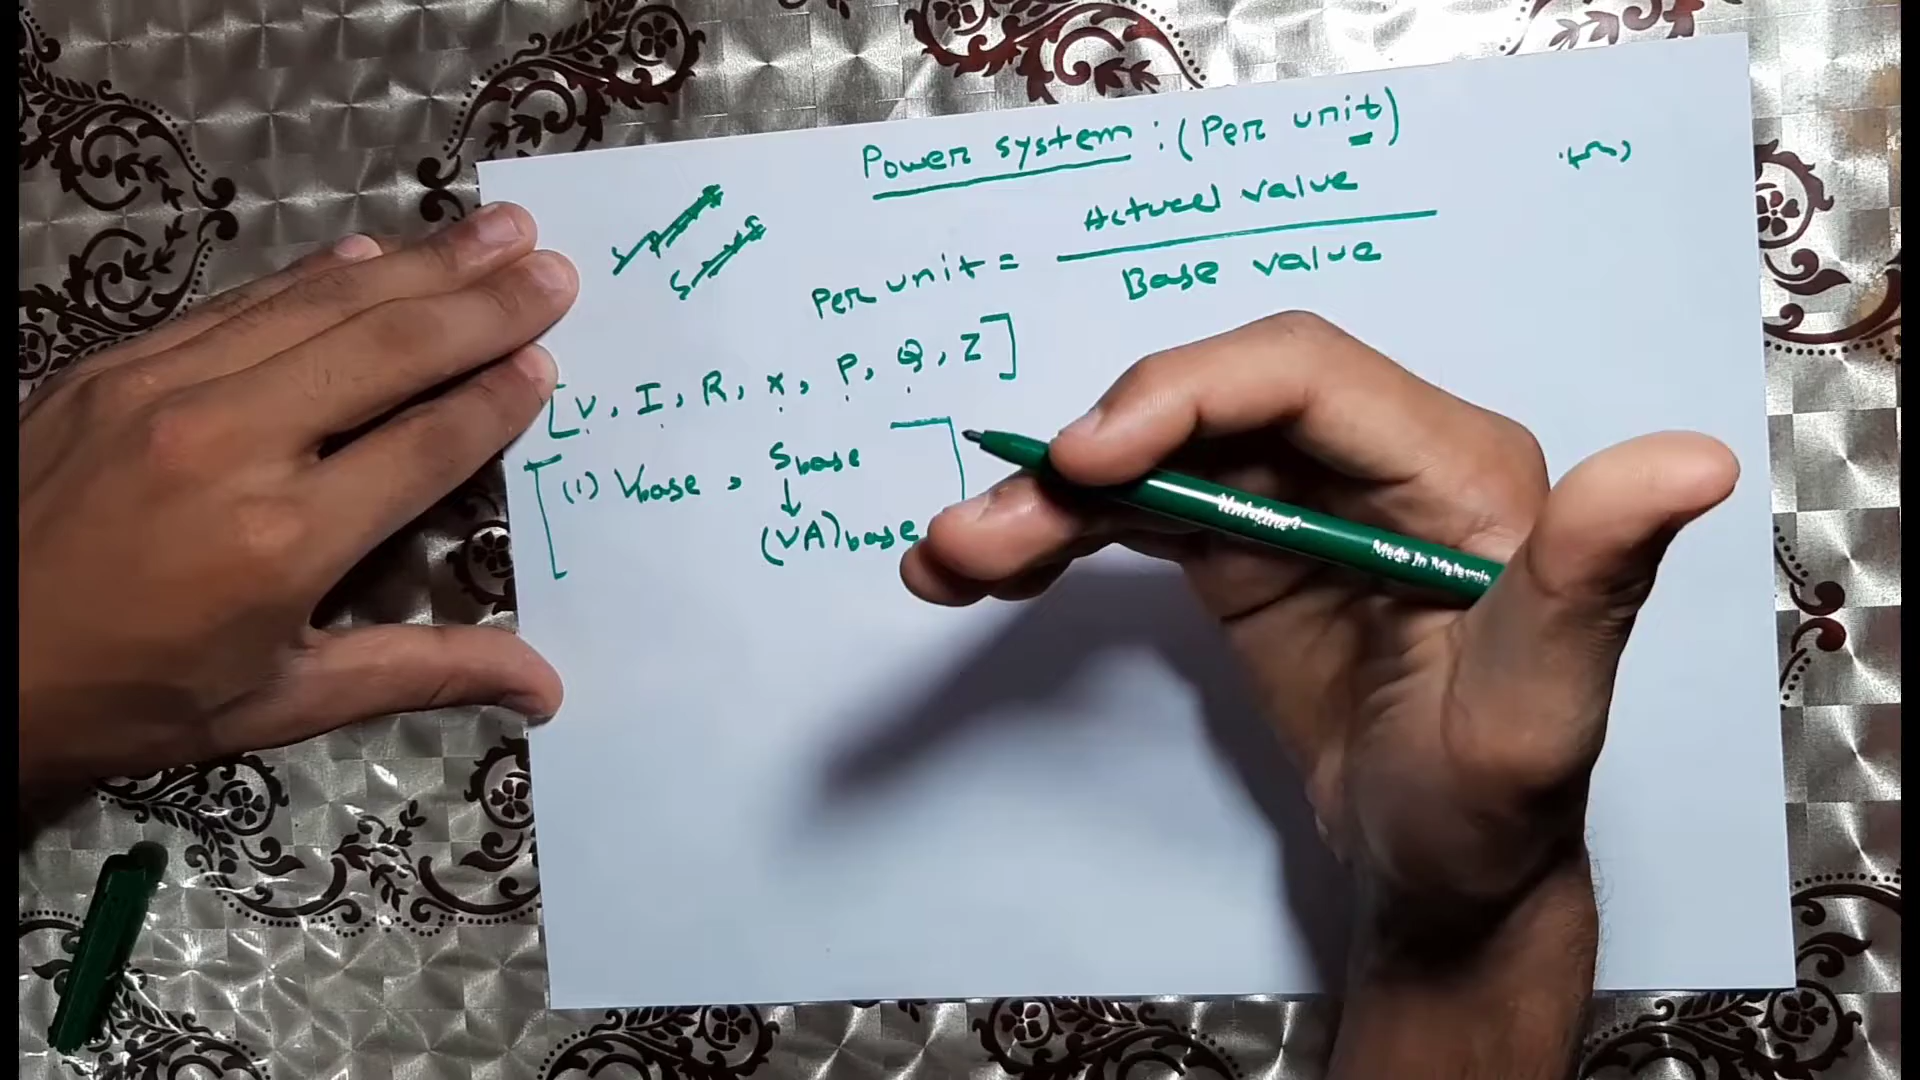 Power system : (Per unit)
Per unit = Actual value
Base value
[V, I, R, x, P, Q, Z]
[(1) Vbase, Sbase
↓
(VA)base
Made In Malaysia